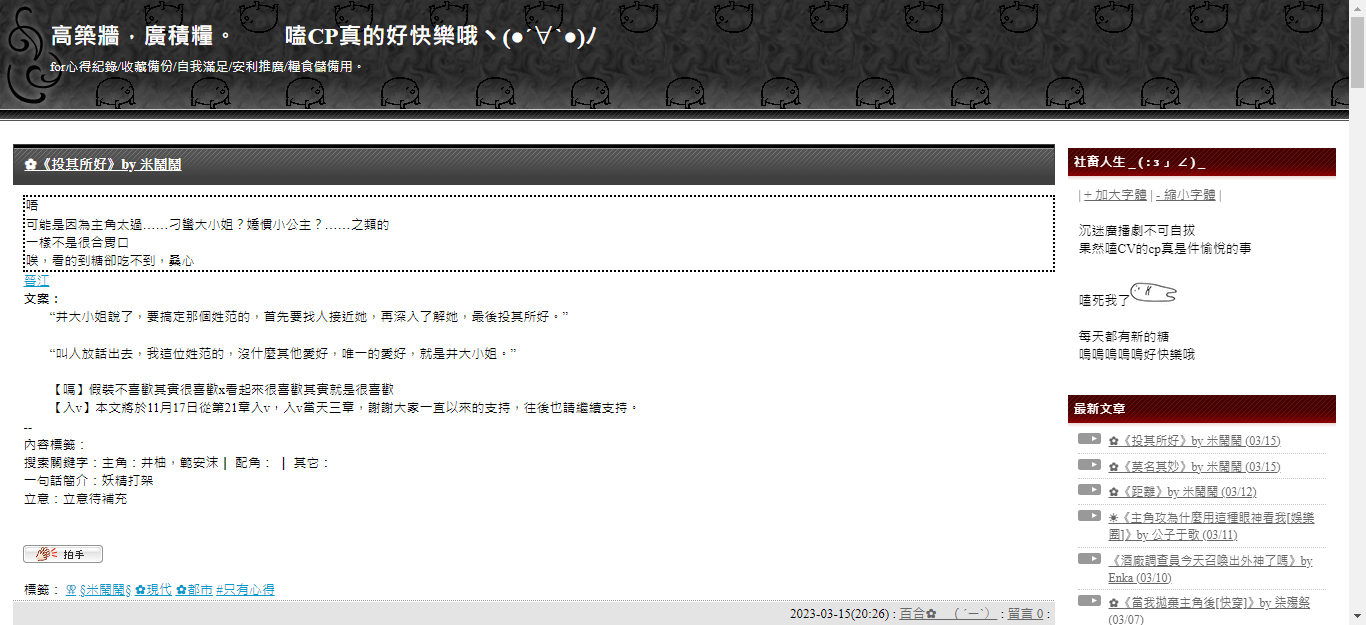 高築牆，廣積糧。 嗑CP真的好快樂哦ヽ(●´∀`●)ﾉ
for心得紀錄/收藏備份/自我滿足/安利推廣/糧食儲備用。
✿《投其所好》by 米鬧鬧
唔
可能是因為主角太過……刁蠻大小姐？嬌慣小公主？……之類的
一樣不是很合胃口
唉，看的到糖卻吃不到，桑心
晉江
文案：
“井大小姐說了，要搞定那個姓范的，首先要找人接近她，再深入了解她，最後投其所好。”
“叫人放話出去，我這位姓范的，沒什麼其他愛好，唯一的愛好，就是井大小姐。”
【嗝】假裝不喜歡其實很喜歡x看起來很喜歡其實就是很喜歡
【入v】本文將於11月17日從第21章入v，入v當天三章，謝謝大家一直以來的支持，往後也請繼續支持。
--
內容標籤：
搜索關鍵字：主角：井柚，範安沫 ┃ 配角： ┃ 其它：
一句話簡介：妖精打架
立意：立意待補充
拍手
標籤： §米鬧鬧§ ✿現代 ✿都市 #只有心得
2023-03-15(20:26) : 百合✿ （ ´ー`） : 留言 0 :
社畜人生 _(:з」∠)_
| + 加大字體 | - 縮小字體 |
沉迷廣播劇不可自拔
果然嗑CV的cp真是件愉悅的事
嗑死我了
每天都有新的糖
嗚嗚嗚嗚嗚好快樂哦
最新文章
✿《投其所好》by 米鬧鬧 (03/15)
✿《莫名其妙》by 米鬧鬧 (03/15)
✿《距離》by 米鬧鬧 (03/12)
☀《主角攻為什麼用這種眼神看我[娛樂
圈]》by 公子于歌 (03/11)
《酒廠調查員今天召喚出外神了嗎》by
Enka (03/10)
✿《當我拋棄主角後[快穿]》by 柒殤祭
(03/07)